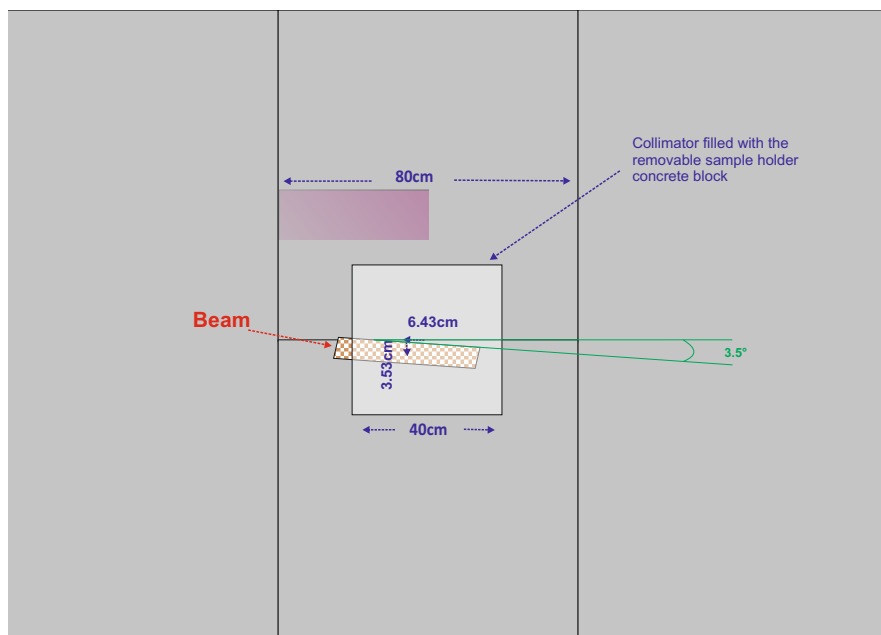 Collimator filled with the
removable sample holder
concrete block
80cm
Beam
6.43cm
3.53cm
3.5°
40cm